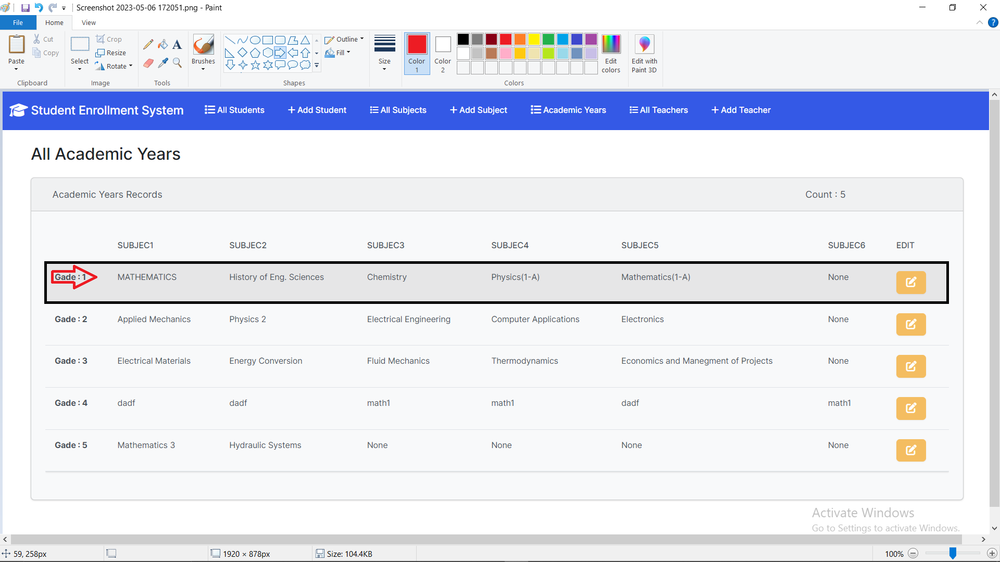 Screenshot 2023-05-06 172051.png - Paint
File Home View
Paste
Cut
Copy
Clipboard
Select
Crop
Resize
Rotate
Image
A
Tools
Brushes
Outline
Fill
Shapes
Size
Color 1
Color 2
Edit colors
Colors
Edit with Paint 3D
Student Enrollment System All Students + Add Student All Subjects + Add Subject Academic Years All Teachers + Add Teacher
All Academic Years
Academic Years Records Count : 5
SUBJEC1 SUBJEC2 SUBJEC3 SUBJEC4 SUBJEC5 SUBJEC6 EDIT
Gade : 1 MATHEMATICS History of Eng. Sciences Chemistry Physics(1-A) Mathematics(1-A) None
Gade : 2 Applied Mechanics Physics 2 Electrical Engineering Computer Applications Electronics None
Gade : 3 Electrical Materials Energy Conversion Fluid Mechanics Thermodynamics Economics and Manegment of Projects None
Gade : 4 dadf dadf math1 math1 dadf math1
Gade : 5 Mathematics 3 Hydraulic Systems None None None None
Activate Windows
Go to Settings to activate Windows.
59, 258px 1920 × 878px Size: 104.4KB 100%